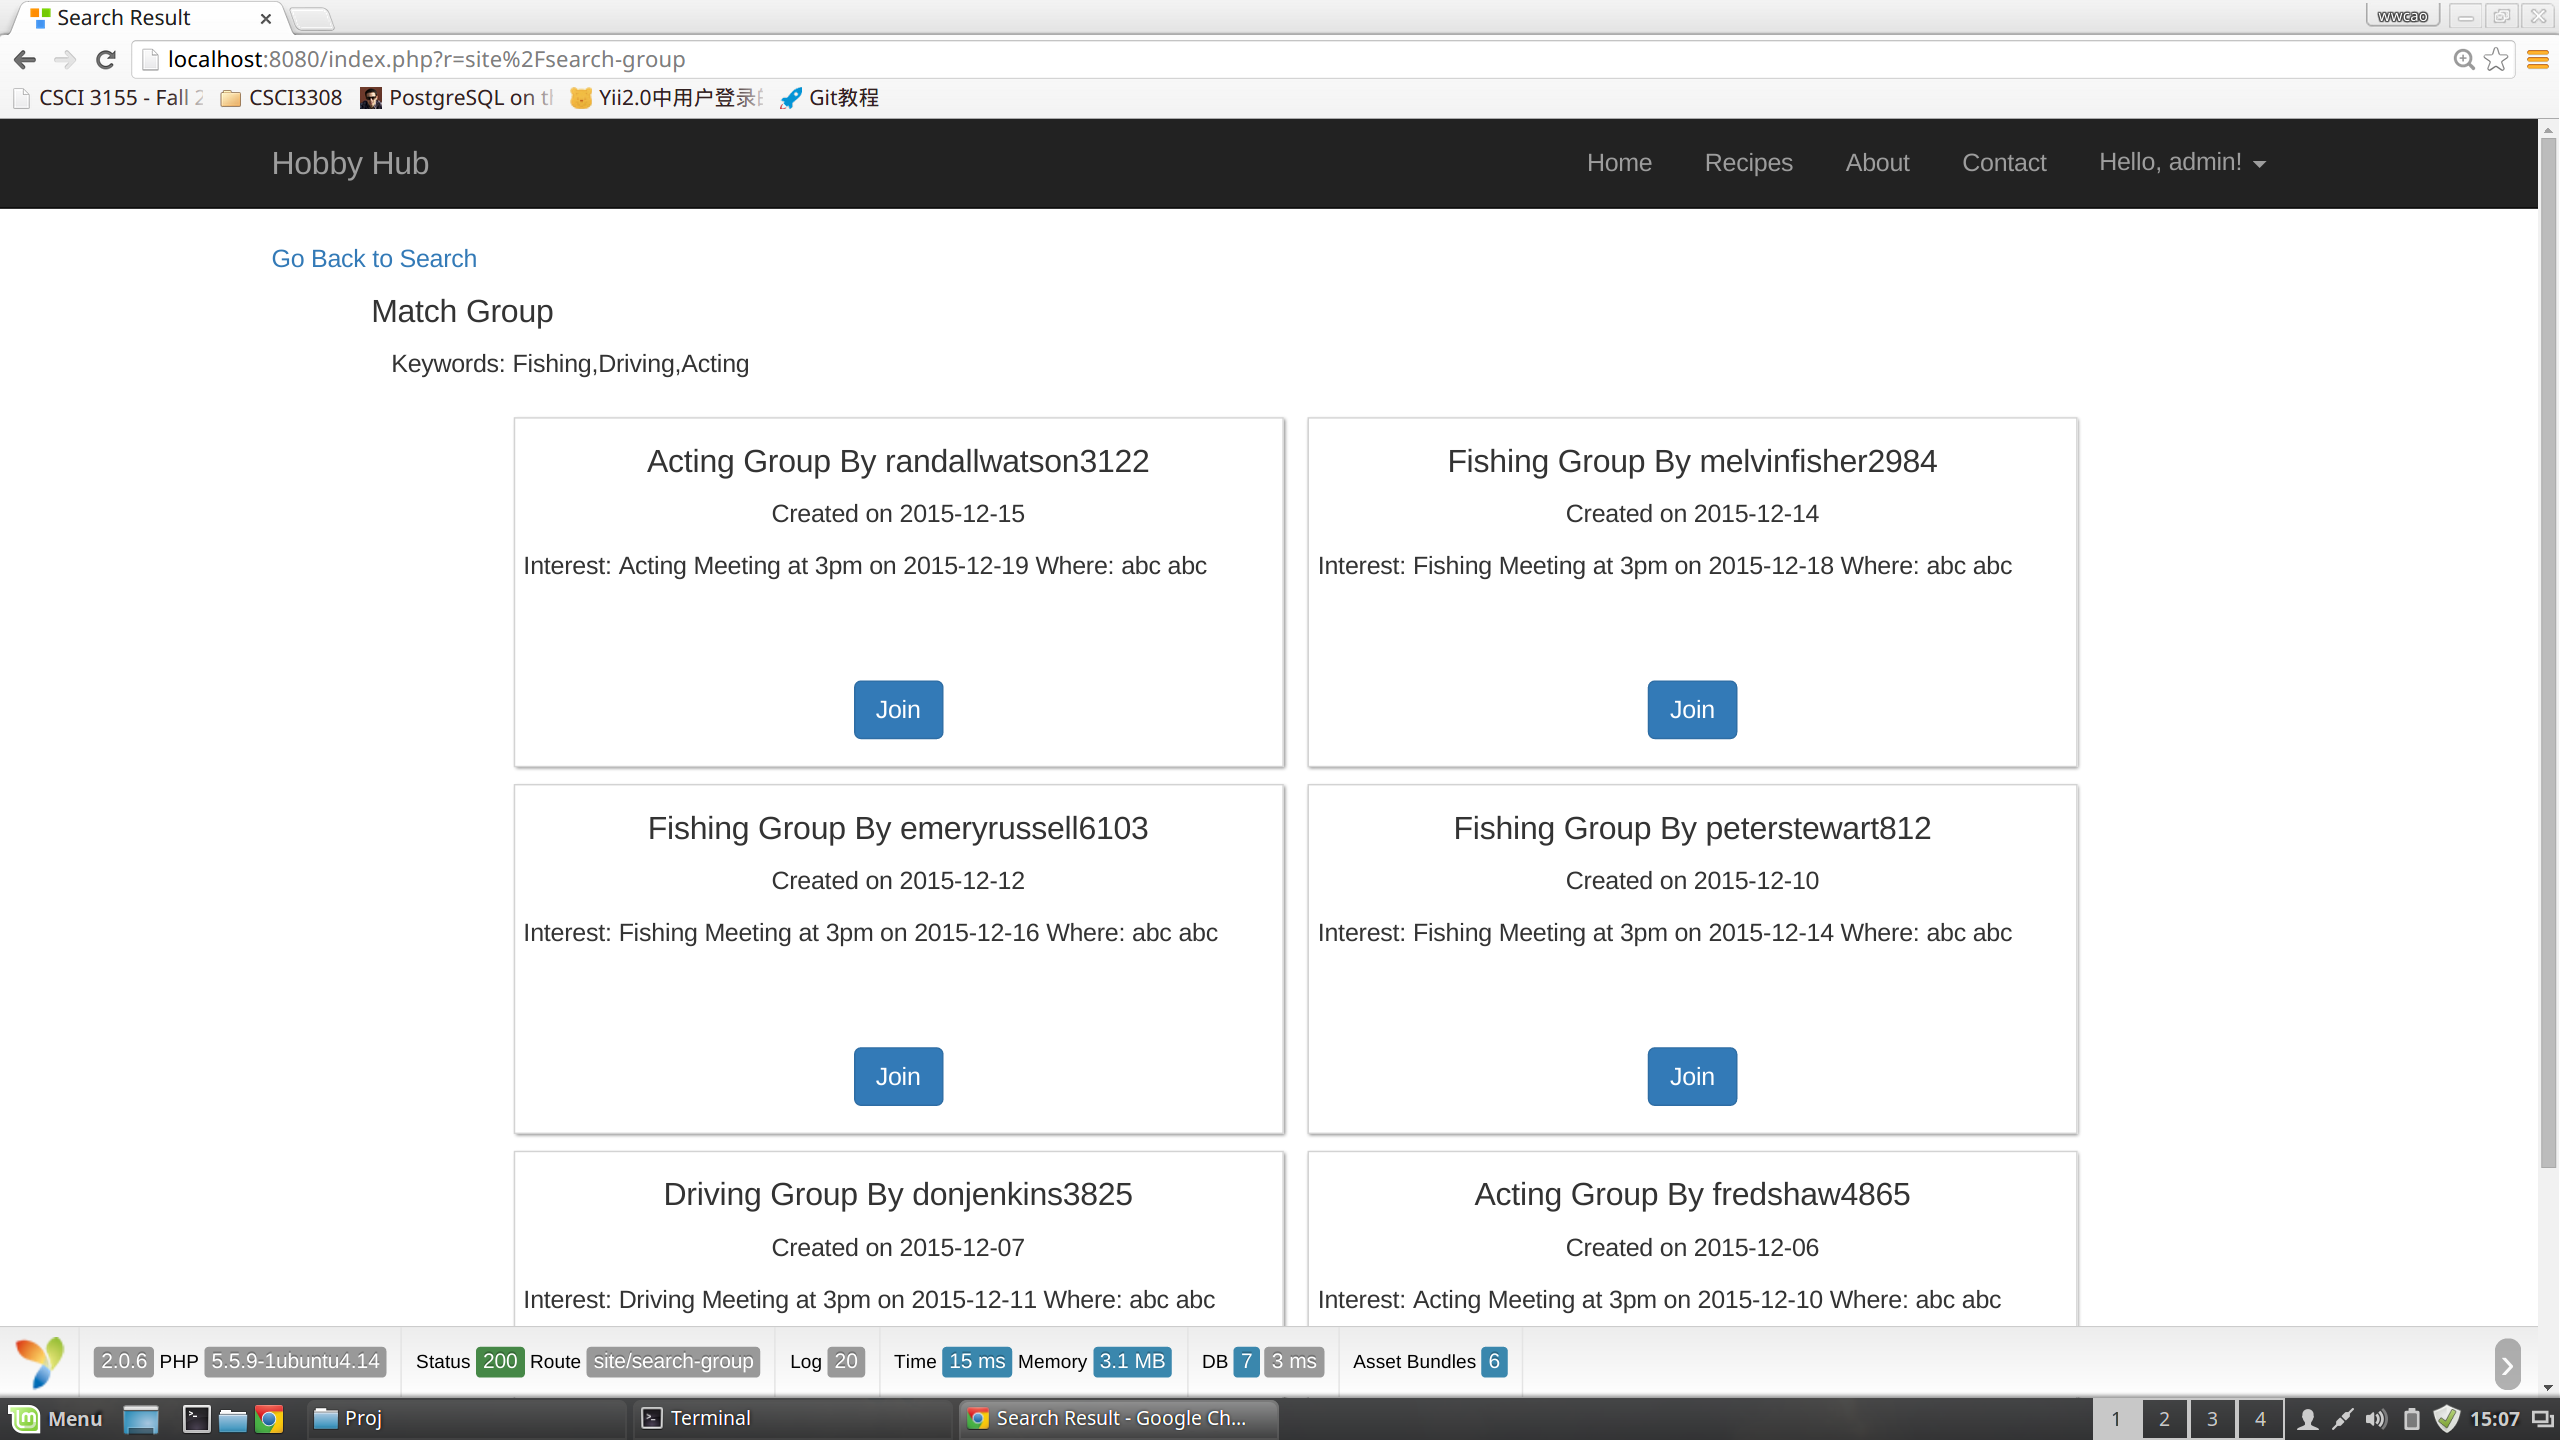 Search Result
wwcao
localhost:8080/index.php?r=site%2Fsearch-group
CSCI 3155 - Fall 2
CSCI3308
PostgreSQL on th
Yii2.0中用户登录
Git教程
Hobby Hub
Home
Recipes
About
Contact
Hello, admin!
Go Back to Search
Match Group
Keywords: Fishing,Driving,Acting
Acting Group By randallwatson3122
Created on 2015-12-15
Interest: Acting Meeting at 3pm on 2015-12-19 Where: abc abc
Join
Fishing Group By melvinfisher2984
Created on 2015-12-14
Interest: Fishing Meeting at 3pm on 2015-12-18 Where: abc abc
Join
Fishing Group By emeryrussell6103
Created on 2015-12-12
Interest: Fishing Meeting at 3pm on 2015-12-16 Where: abc abc
Join
Fishing Group By peterstewart812
Created on 2015-12-10
Interest: Fishing Meeting at 3pm on 2015-12-14 Where: abc abc
Join
Driving Group By donjenkins3825
Created on 2015-12-07
Interest: Driving Meeting at 3pm on 2015-12-11 Where: abc abc
Acting Group By fredshaw4865
Created on 2015-12-06
Interest: Acting Meeting at 3pm on 2015-12-10 Where: abc abc
2.0.6 PHP 5.5.9-1ubuntu4.14
Status 200 Route site/search-group
Log 20
Time 15 ms Memory 3.1 MB
DB 7 3 ms
Asset Bundles 6
Menu
Proj
Terminal
Search Result - Google Ch...
1 2 3 4
15:07